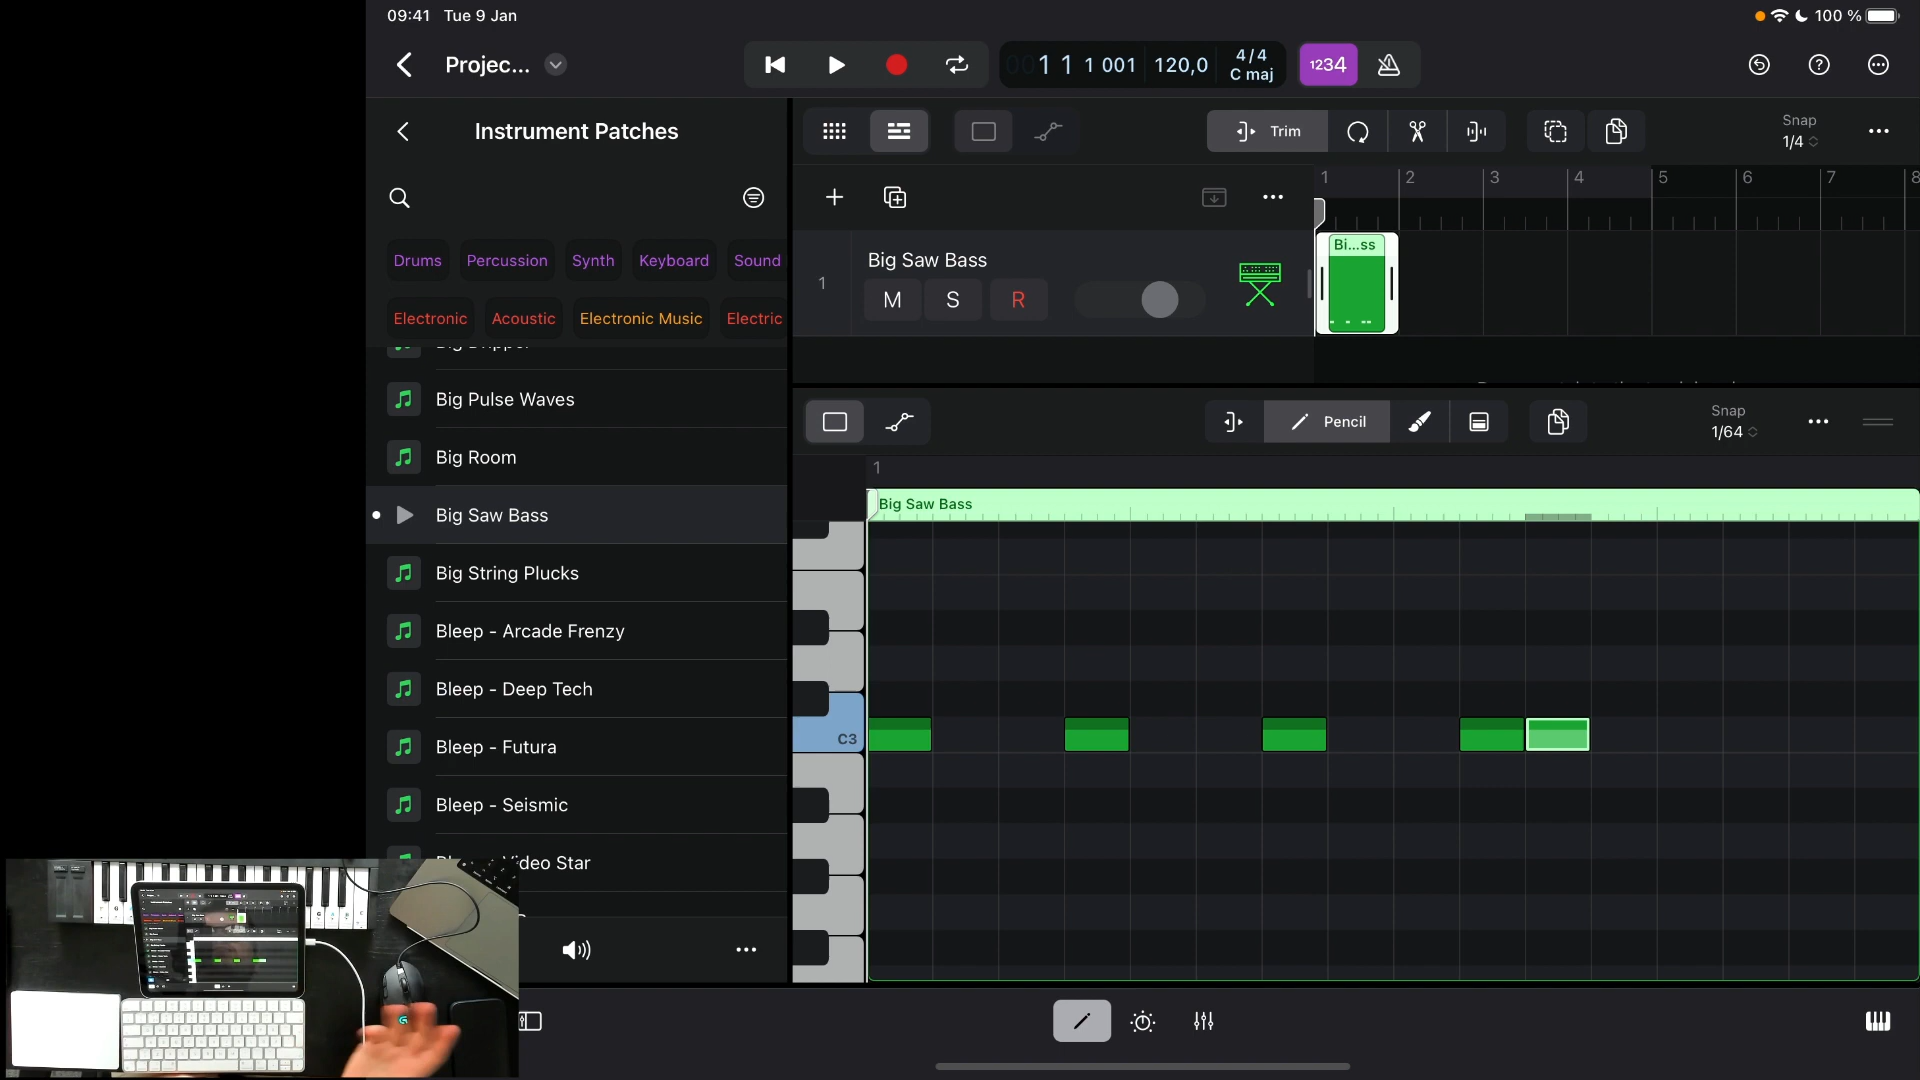 09:41 Tue 9 Jan
100 %
Projec...
1 1 1 001
120,0
4/4
C maj
1234
Instrument Patches
Trim
Snap
1/4
Drums
Percussion
Synth
Keyboard
Sound
Electronic
Acoustic
Electronic Music
Electric
1
2
3
4
5
6
7
8
1
Big Saw Bass
M
S
R
Bi...ss
Big Pulse Waves
Big Room
Big Saw Bass
Big String Plucks
Bleep - Arcade Frenzy
Bleep - Deep Tech
Bleep - Futura
Bleep - Seismic
Video Star
Pencil
Snap
1/64
1
Big Saw Bass
C3